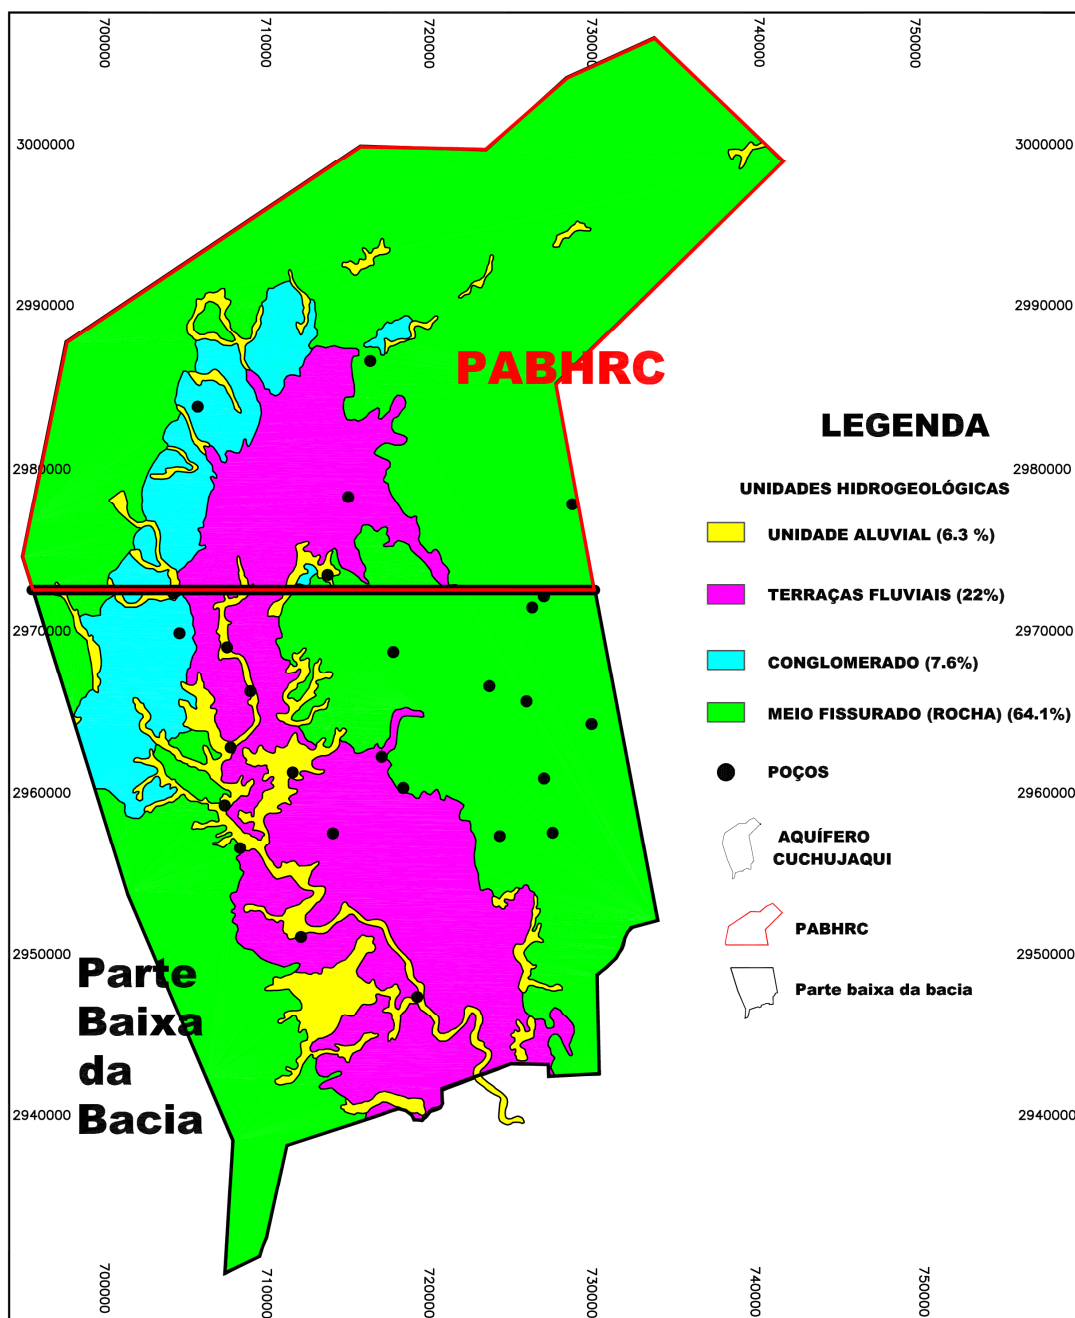 700000 710000 720000 730000 740000 750000
3000000 3000000
2990000 2990000
PABHRC
LEGENDA
2980000 2980000
UNIDADES HIDROGEOLÓGICAS
UNIDADE ALUVIAL (6.3 %)
TERRAÇAS FLUVIAIS (22%)
2970000 2970000
CONGLOMERADO (7.6%)
MEIO FISSURADO (ROCHA) (64.1%)
POÇOS
2960000 2960000
AQUÍFERO
CUCHUJAQUI
PABHRC
2950000 2950000
Parte baixa da bacia
Parte
Baixa
da
Bacia
2940000 2940000
700000 710000 720000 730000 740000 750000